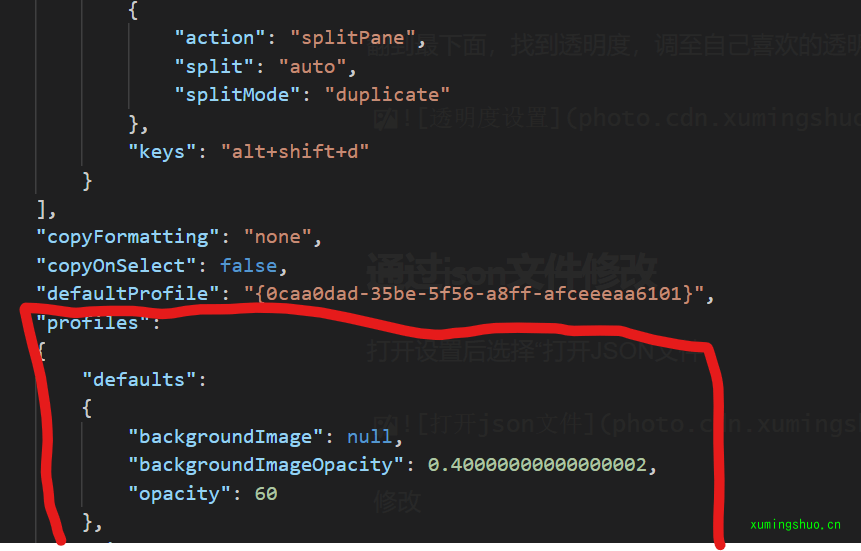 {
"action": "splitPane",
翻到最下面，找到透明度，调至自己喜欢的透明
"split": "auto",
"splitMode": "duplicate"
![透明度设置](photo.cdn.xumingshuo
},
"keys": "alt+shift+d"
}
],
"copyFormatting": "none",
"copyOnSelect": false,
通过json文件修改
"defaultProfile": "{0caa0dad-35be-5f56-a8ff-afceeeaa6101}",
"profiles":
{
打开设置后选择“打开JSON文件
"defaults":
{
![打开json文件](photo.cdn.xumingsh
"backgroundImage": null,
"backgroundImageOpacity": 0.40000000000000002,
"opacity": 60
修改
},
xumingshuo.cn